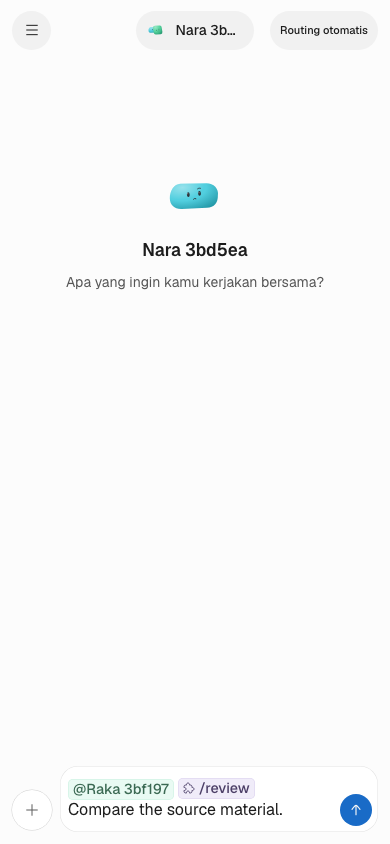 Nara 3b...
Routing otomatis
Nara 3bd5ea
Apa yang ingin kamu kerjakan bersama?
@Raka 3bf197 /review
Compare the source material.